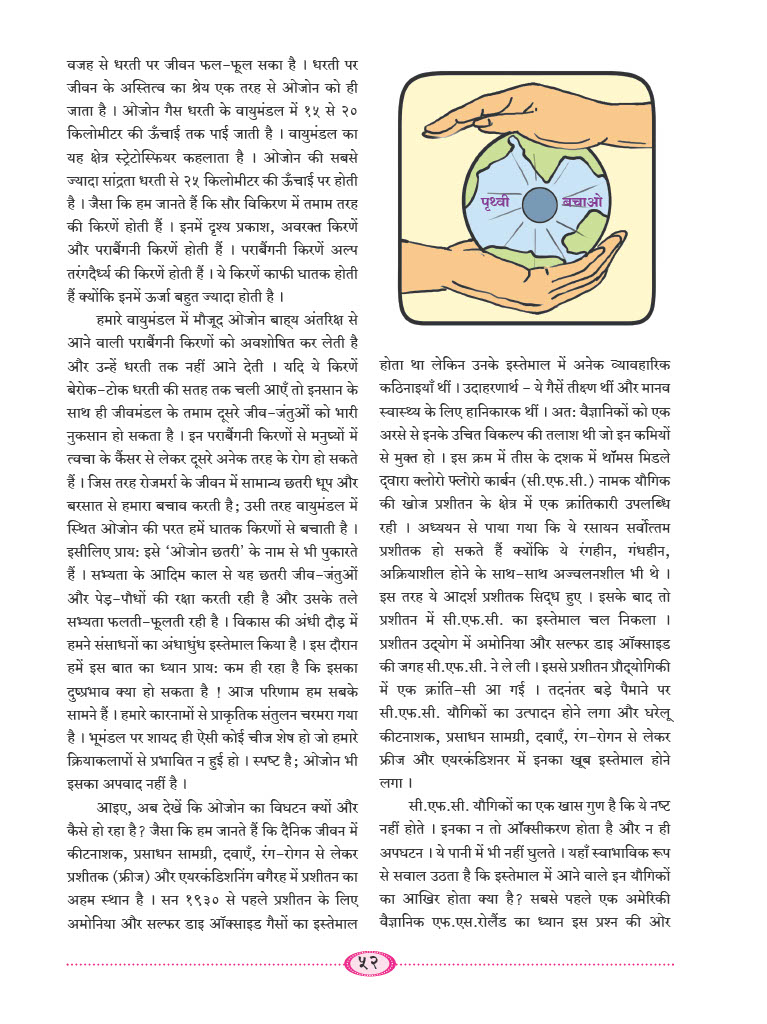 वजह से धरती पर जीवन फल-फूल सका है । धरती पर
जीवन के अस्तित्व का श्रेय एक तरह से ओजोन को ही
जाता है । ओजोन गैस धरती के वायुमंडल में १५ से २०
किलोमीटर की ऊँचाई तक पाई जाती है । वायुमंडल का
यह क्षेत्र स्ट्रेटोस्फियर कहलाता है । ओजोन की सबसे
ज्यादा सांद्रता धरती से २५ किलोमीटर की ऊँचाई पर होती
है । जैसा कि हम जानते हैं कि सौर विकिरण में तमाम तरह
की किरणें होती हैं । इनमें दृश्य प्रकाश, अवरक्त किरणें
और पराबैंगनी किरणें होती हैं । पराबैंगनी किरणें अल्प
तरंगदैर्ध्य की किरणें होती हैं । ये किरणें काफी घातक होती
हैं क्योंकि इनमें ऊर्जा बहुत ज्यादा होती है ।
हमारे वायुमंडल में मौजूद ओजोन बाह्य अंतरिक्ष से
आने वाली पराबैंगनी किरणों को अवशोषित कर लेती है
और उन्हें धरती तक नहीं आने देती । यदि ये किरणें
बेरोक-टोक धरती की सतह तक चली आएँ तो इनसान के
साथ ही जीवमंडल के तमाम दूसरे जीव-जंतुओं को भारी
नुकसान हो सकता है । इन पराबैंगनी किरणों से मनुष्यों में
त्वचा के कैंसर से लेकर दूसरे अनेक तरह के रोग हो सकते
हैं । जिस तरह रोजमर्रा के जीवन में सामान्य छतरी धूप और
बरसात से हमारा बचाव करती है; उसी तरह वायुमंडल में
स्थित ओजोन की परत हमें घातक किरणों से बचाती है ।
इसीलिए प्राय: इसे ‘ओजोन छतरी’ के नाम से भी पुकारते
हैं । सभ्यता के आदिम काल से यह छतरी जीव-जंतुओं
और पेड़-पौधों की रक्षा करती रही है और उसके तले
सभ्यता फलती-फूलती रही है । विकास की अंधी दौड़ में
हमने संसाधनों का अंधाधुंध इस्तेमाल किया है । इस दौरान
हमें इस बात का ध्यान प्राय: कम ही रहा है कि इसका
दुष्प्रभाव क्या हो सकता है ! आज परिणाम हम सबके
सामने हैं । हमारे कारनामों से प्राकृतिक संतुलन चरमरा गया
है । भूमंडल पर शायद ही ऐसी कोई चीज शेष हो जो हमारे
क्रियाकलापों से प्रभावित न हुई हो । स्पष्ट है; ओजोन भी
इसका अपवाद नहीं है ।
आइए, अब देखें कि ओजोन का विघटन क्यों और
कैसे हो रहा है? जैसा कि हम जानते हैं कि दैनिक जीवन में
कीटनाशक, प्रसाधन सामग्री, दवाएँ, रंग-रोगन से लेकर
प्रशीतक (फ्रीज) और एयरकंडिशनिंग वगैरह में प्रशीतन का
अहम स्थान है । सन १९३० से पहले प्रशीतन के लिए
अमोनिया और सल्फर डाइ ऑक्साइड गैसों का इस्तेमाल
पृथ्वी बचाओ
होता था लेकिन उनके इस्तेमाल में अनेक व्यावहारिक
कठिनाइयाँ थीं । उदाहरणार्थ - ये गैसें तीक्ष्ण थीं और मानव
स्वास्थ्य के लिए हानिकारक थीं । अत: वैज्ञानिकों को एक
अरसे से इनके उचित विकल्प की तलाश थी जो इन कमियों
से मुक्त हो । इस क्रम में तीस के दशक में थॉमस मिडले
द्वारा क्लोरो फ्लोरो कार्बन (सी.एफ.सी.) नामक यौगिक
की खोज प्रशीतन के क्षेत्र में एक क्रांतिकारी उपलब्धि
रही । अध्ययन से पाया गया कि ये रसायन सर्वोत्तम
प्रशीतक हो सकते हैं क्योंकि ये रंगहीन, गंधहीन,
अक्रियाशील होने के साथ-साथ अज्वलनशील भी थे ।
इस तरह ये आदर्श प्रशीतक सिद्ध हुए । इसके बाद तो
प्रशीतन में सी.एफ.सी. का इस्तेमाल चल निकला ।
प्रशीतन उद्योग में अमोनिया और सल्फर डाइ ऑक्साइड
की जगह सी.एफ.सी. ने ले ली । इससे प्रशीतन प्रौद्योगिकी
में एक क्रांति-सी आ गई । तदनंतर बड़े पैमाने पर
सी.एफ.सी. यौगिकों का उत्पादन होने लगा और घरेलू
कीटनाशक, प्रसाधन सामग्री, दवाएँ, रंग-रोगन से लेकर
फ्रीज और एयरकंडिशनर में इनका खूब इस्तेमाल होने
लगा ।
सी.एफ.सी. यौगिकों का एक खास गुण है कि ये नष्ट
नहीं होते । इनका न तो ऑक्सीकरण होता है और न ही
अपघटन । ये पानी में भी नहीं घुलते । यहाँ स्वाभाविक रूप
से सवाल उठता है कि इस्तेमाल में आने वाले इन यौगिकों
का आखिर होता क्या है? सबसे पहले एक अमेरिकी
वैज्ञानिक एफ.एस.रोलैंड का ध्यान इस प्रश्न की ओर
५२